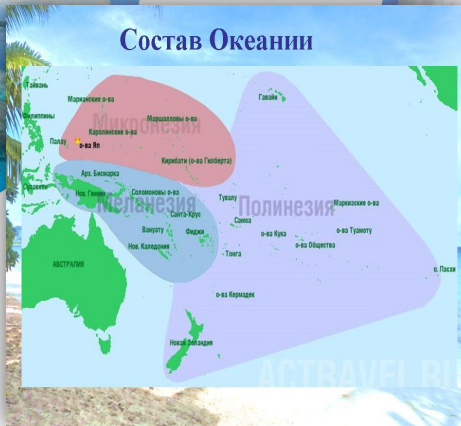 Состав Океании
Тайвань
Марианские о-ва
Гавайи
Филиппины
Маршалловы о-ва
Микронезия
Каролинские о-ва
Палау
о-ва Яп
Кирибати (о-ва Гилберта)
Арх. Бисмарка
Сулавеси
Нов. Гвинея
Соломоновы о-ва
Меланезия
Тувалу
Полинезия
Маркизские о-ва
Санта-Крус
Самоа
Вануату
Фиджи
о-ва Кука
о-ва Туамоту
Нов. Каледония
о-ва Общества
Тонга
АВСТРАЛИЯ
о. Пасхи
о-ва Кермадек
Новая Зеландия
ACTRAVEL.RU